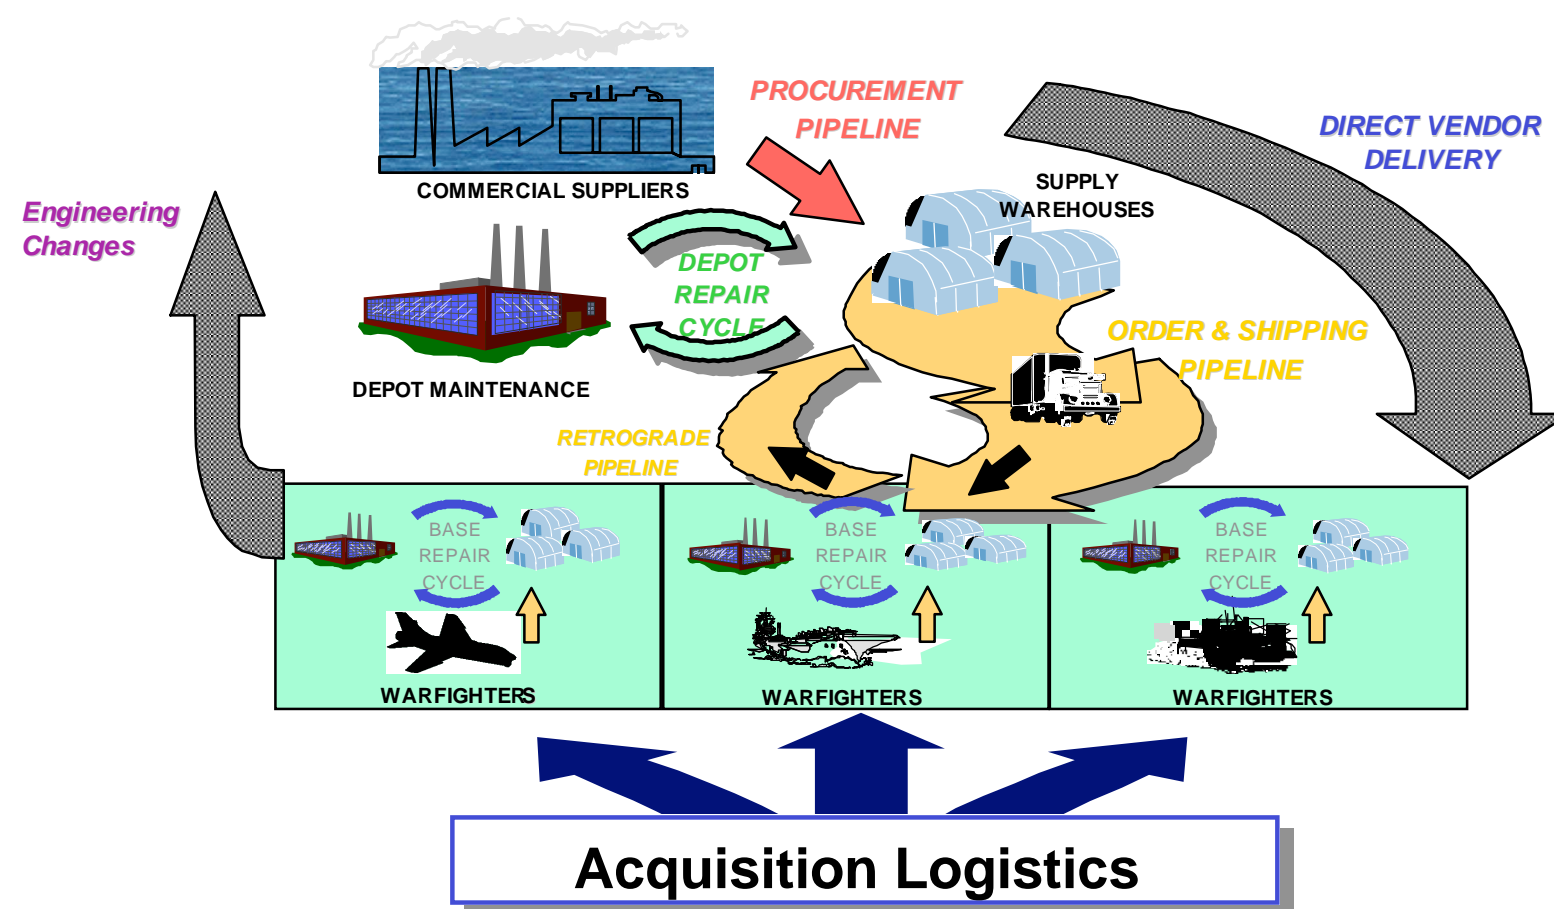 PROCUREMENT
PIPELINE
DIRECT VENDOR
DELIVERY
COMMERCIAL SUPPLIERS
SUPPLY
WAREHOUSES
Engineering
Changes
DEPOT
REPAIR
CYCLE
ORDER & SHIPPING
PIPELINE
DEPOT MAINTENANCE
RETROGRADE
PIPELINE
BASE
REPAIR
CYCLE
WARFIGHTERS
BASE
REPAIR
CYCLE
WARFIGHTERS
BASE
REPAIR
CYCLE
WARFIGHTERS
Acquisition Logistics